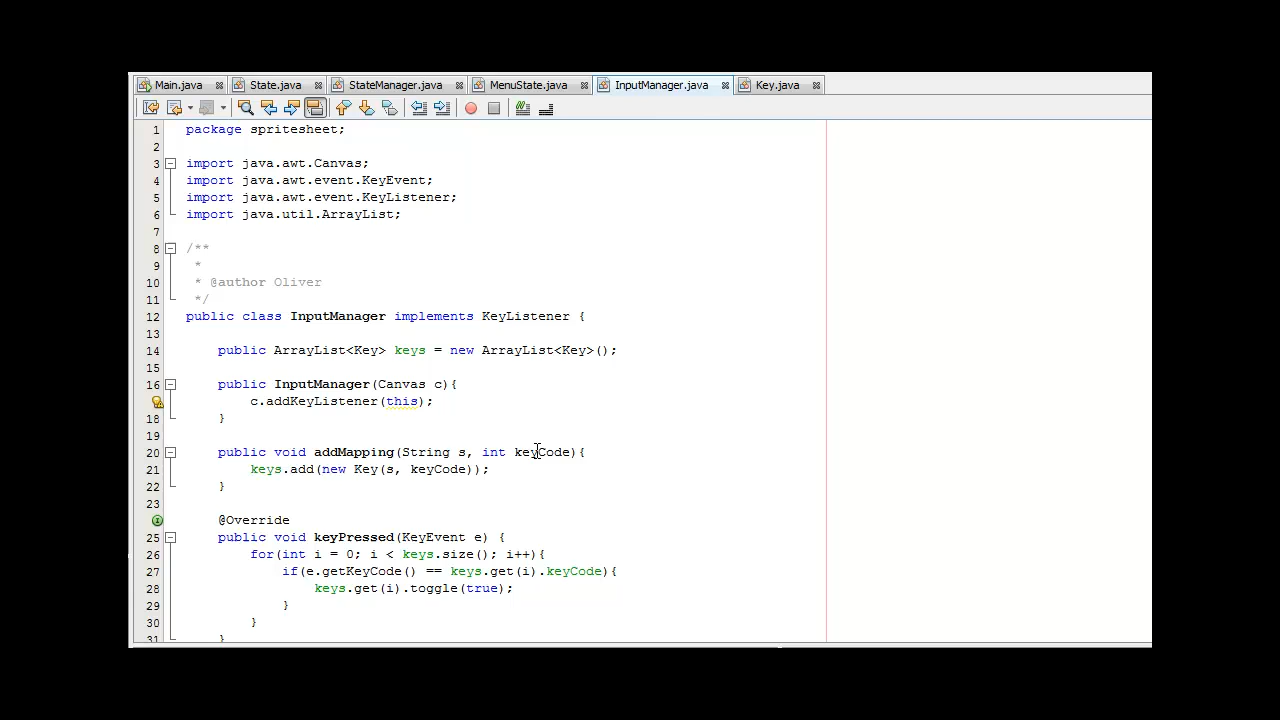 Main.java State.java StateManager.java MenuState.java InputManager.java Key.java
1 package spritesheet;
2
3 import java.awt.Canvas;
4 import java.awt.event.KeyEvent;
5 import java.awt.event.KeyListener;
6 import java.util.ArrayList;
7
8 /**
9 *
10 * @author Oliver
11 */
12 public class InputManager implements KeyListener {
13
14 public ArrayList<Key> keys = new ArrayList<Key>();
15
16 public InputManager(Canvas c){
c.addKeyListener(this);
18 }
19
20 public void addMapping(String s, int keyCode){
21 keys.add(new Key(s, keyCode));
22 }
23
@Override
25 public void keyPressed(KeyEvent e) {
26 for(int i = 0; i < keys.size(); i++){
27 if(e.getKeyCode() == keys.get(i).keyCode){
28 keys.get(i).toggle(true);
29 }
30 }
31 }